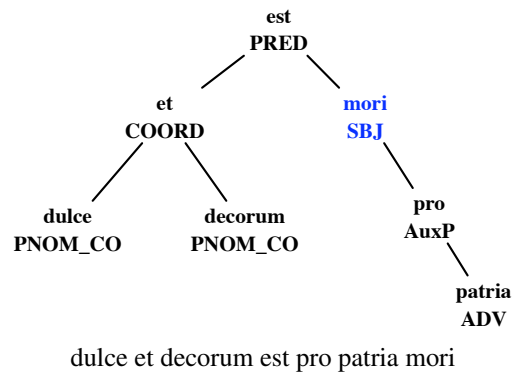 est
PRED
et
COORD
mori
SBJ
dulce
PNOM_CO
decorum
PNOM_CO
pro
AuxP
patria
ADV
dulce et decorum est pro patria mori